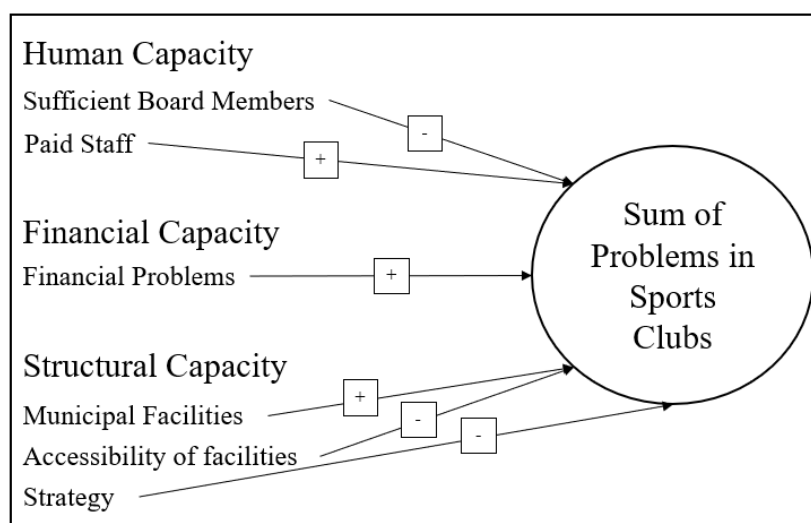 Human Capacity
Sufficient Board Members
-
Paid Staff
+
Financial Capacity
Financial Problems
+
Structural Capacity
Municipal Facilities
+
Accessibility of facilities
-
Strategy
-
Sum of
Problems in
Sports
Clubs